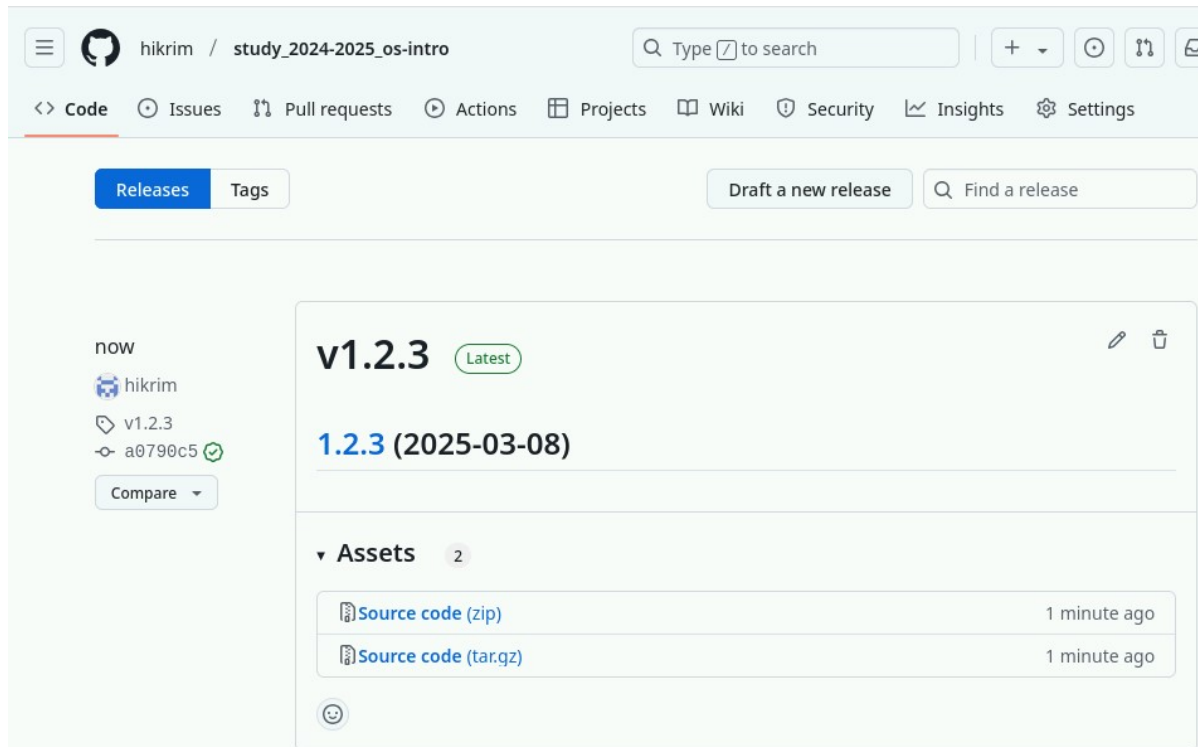 hikrim / study_2024-2025_os-intro
Type / to search
Code Issues Pull requests Actions Projects Wiki Security Insights Settings
Releases Tags
Draft a new release
Find a release
now
hikrim
v1.2.3
a0790c5
Compare
v1.2.3 Latest
1.2.3 (2025-03-08)
Assets 2
Source code (zip) 1 minute ago
Source code (tar.gz) 1 minute ago